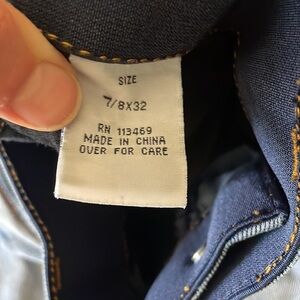 SIZE
7/8X32
RN 113469
MADE IN CHINA
OVER FOR CARE